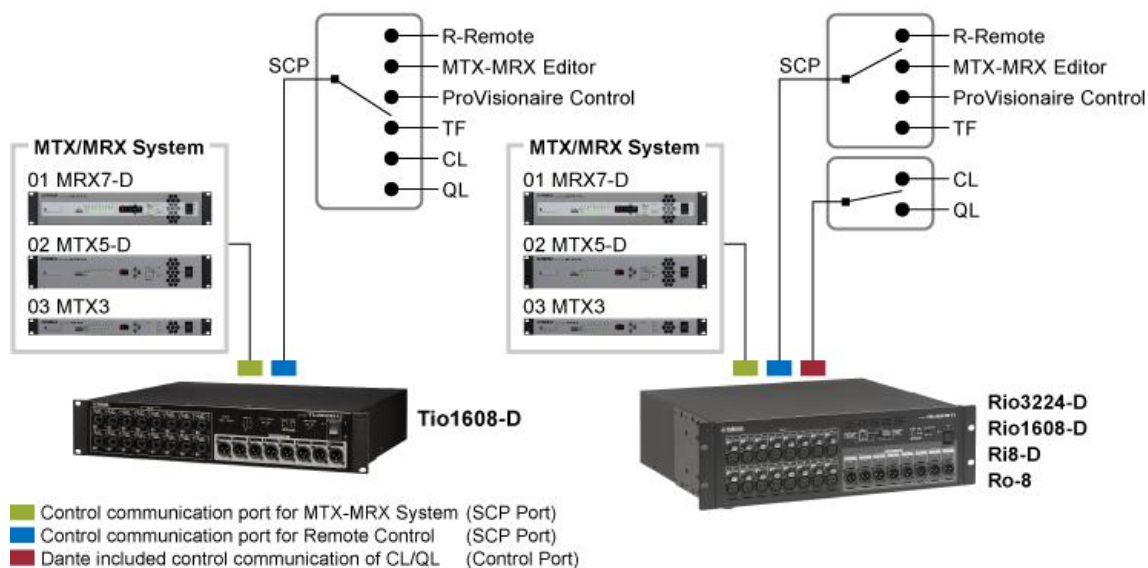 R-Remote
SCP
MTX-MRX Editor
ProVisionaire Control
TF
CL
QL
MTX/MRX System
01 MRX7-D
02 MTX5-D
03 MTX3
Tio1608-D
R-Remote
SCP
MTX-MRX Editor
ProVisionaire Control
TF
CL
QL
MTX/MRX System
01 MRX7-D
02 MTX5-D
03 MTX3
Rio3224-D
Rio1608-D
Ri8-D
Ro-8
Control communication port for MTX-MRX System (SCP Port)
Control communication port for Remote Control (SCP Port)
Dante included control communication of CL/QL (Control Port)